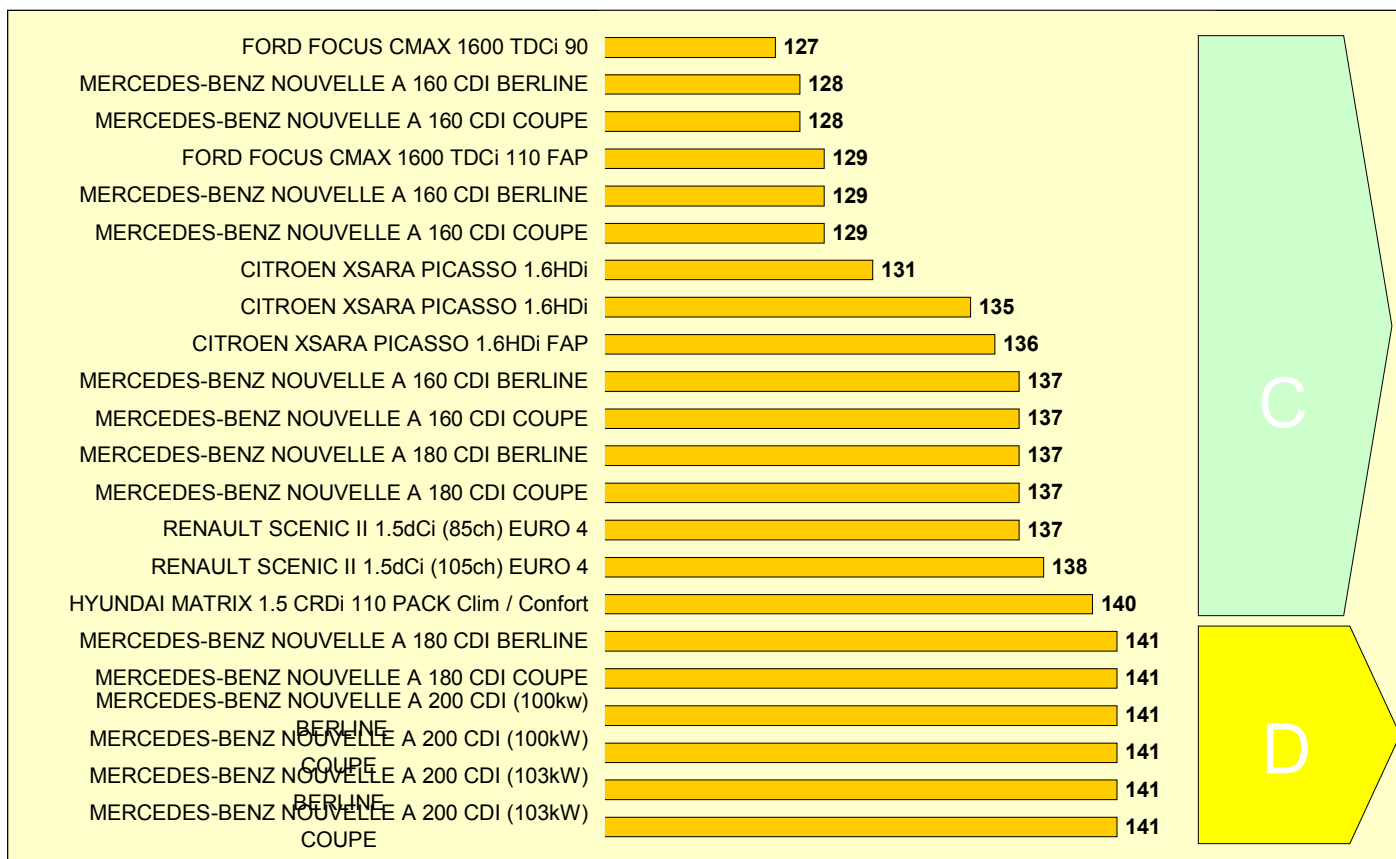 FORD FOCUS CMAX 1600 TDCi 90 127
MERCEDES-BENZ NOUVELLE A 160 CDI BERLINE 128
MERCEDES-BENZ NOUVELLE A 160 CDI COUPE 128
FORD FOCUS CMAX 1600 TDCi 110 FAP 129
MERCEDES-BENZ NOUVELLE A 160 CDI BERLINE 129
MERCEDES-BENZ NOUVELLE A 160 CDI COUPE 129
CITROEN XSARA PICASSO 1.6HDi 131
CITROEN XSARA PICASSO 1.6HDi 135
CITROEN XSARA PICASSO 1.6HDi FAP 136
MERCEDES-BENZ NOUVELLE A 160 CDI BERLINE 137
MERCEDES-BENZ NOUVELLE A 160 CDI COUPE 137
MERCEDES-BENZ NOUVELLE A 180 CDI BERLINE 137
MERCEDES-BENZ NOUVELLE A 180 CDI COUPE 137
RENAULT SCENIC II 1.5dCi (85ch) EURO 4 137
RENAULT SCENIC II 1.5dCi (105ch) EURO 4 138
HYUNDAI MATRIX 1.5 CRDi 110 PACK Clim / Confort 140
C
MERCEDES-BENZ NOUVELLE A 180 CDI BERLINE 141
MERCEDES-BENZ NOUVELLE A 180 CDI COUPE 141
MERCEDES-BENZ NOUVELLE A 200 CDI (100kw) 141
BERLINE
MERCEDES-BENZ NOUVELLE A 200 CDI (100kW) 141
COUPE
MERCEDES-BENZ NOUVELLE A 200 CDI (103kW) 141
BERLINE
MERCEDES-BENZ NOUVELLE A 200 CDI (103kW) 141
COUPE
D